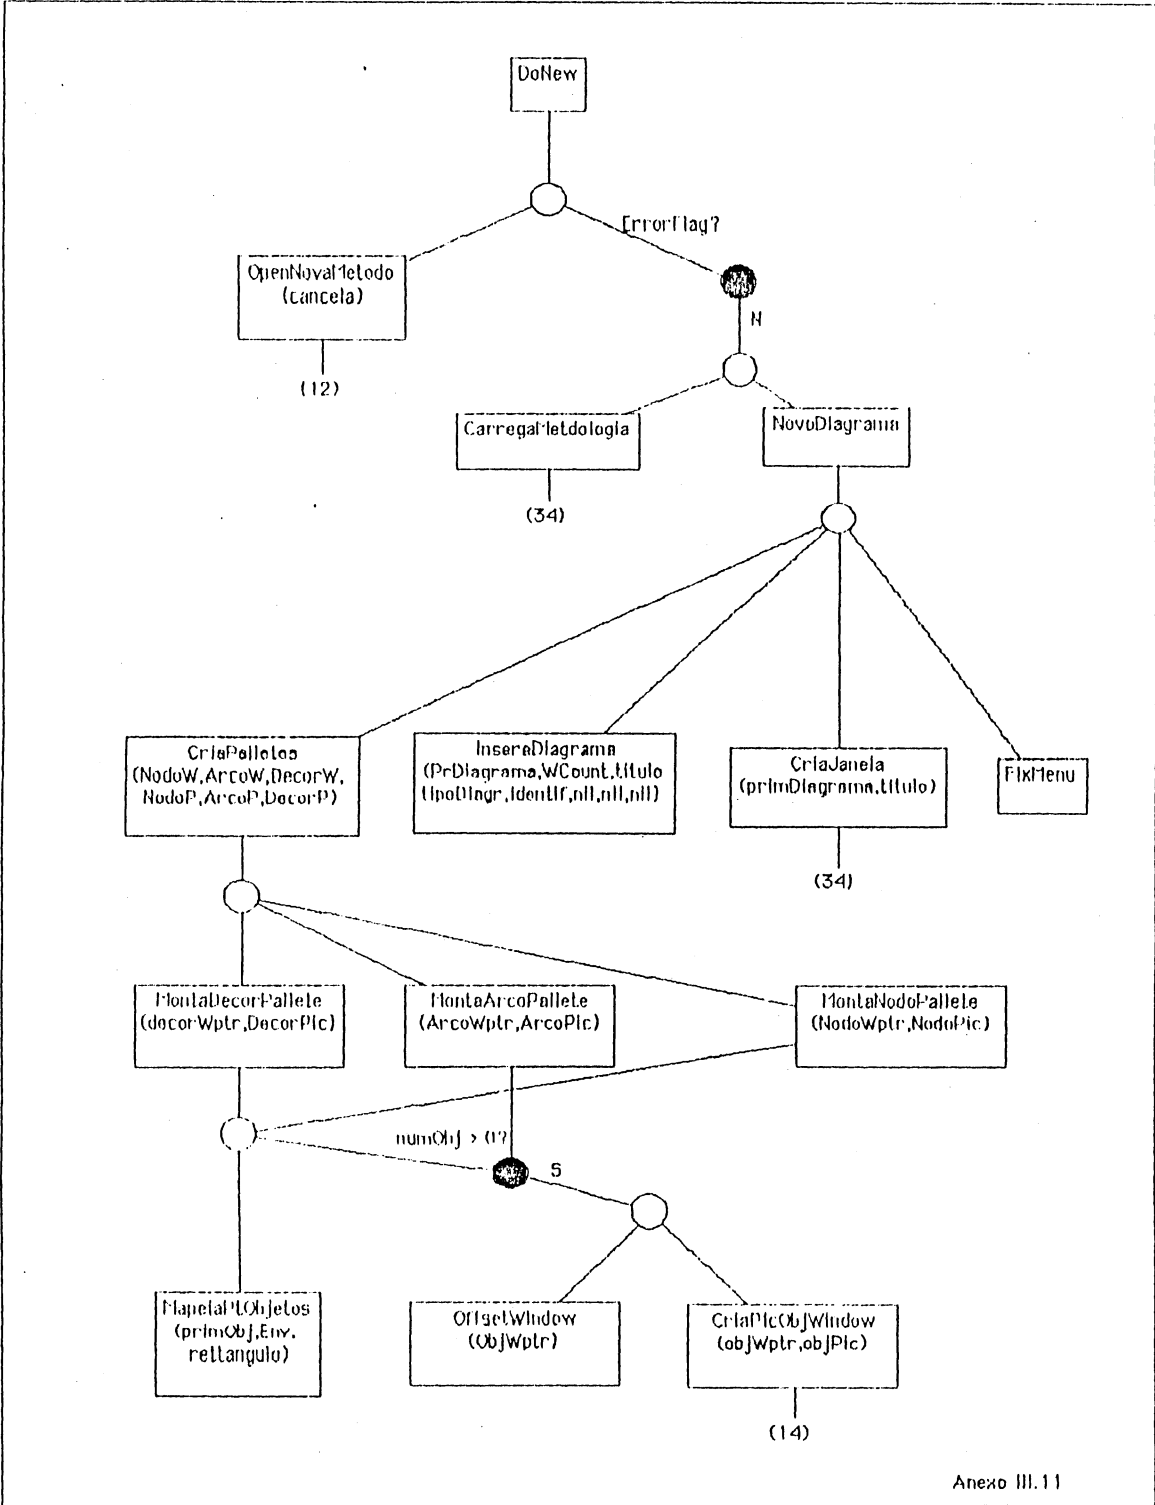 DoNew
ErrorFlag?
OpenNovaMetodo
(cancela)
N
(12)
CarregaMetdologia
NovoDiagrama
(34)
CriaPalletes
(NodoW,ArcoW,DecorW,
NodoP,ArcoP,DecorP)
InsereDiagrama
(PrDiagrama,WCount,titulo
tipoDiagr,identif,nil,nil,nil)
CriaJanela
(primDiagrama,titulo)
FixMenu
(34)
MontaDecorPallete
(decorWptr,DecorPic)
MontaArcoPallete
(ArcoWptr,ArcoPic)
MontaNodoPallete
(NodoWptr,NodoPic)
numObj > 0?
S
MapeiaPtObjetos
(primObj,Env,
rettangulo)
OffsetWindow
(ObjWptr)
CriaPicObjWindow
(objWptr,objPic)
(14)
Anexo III.11